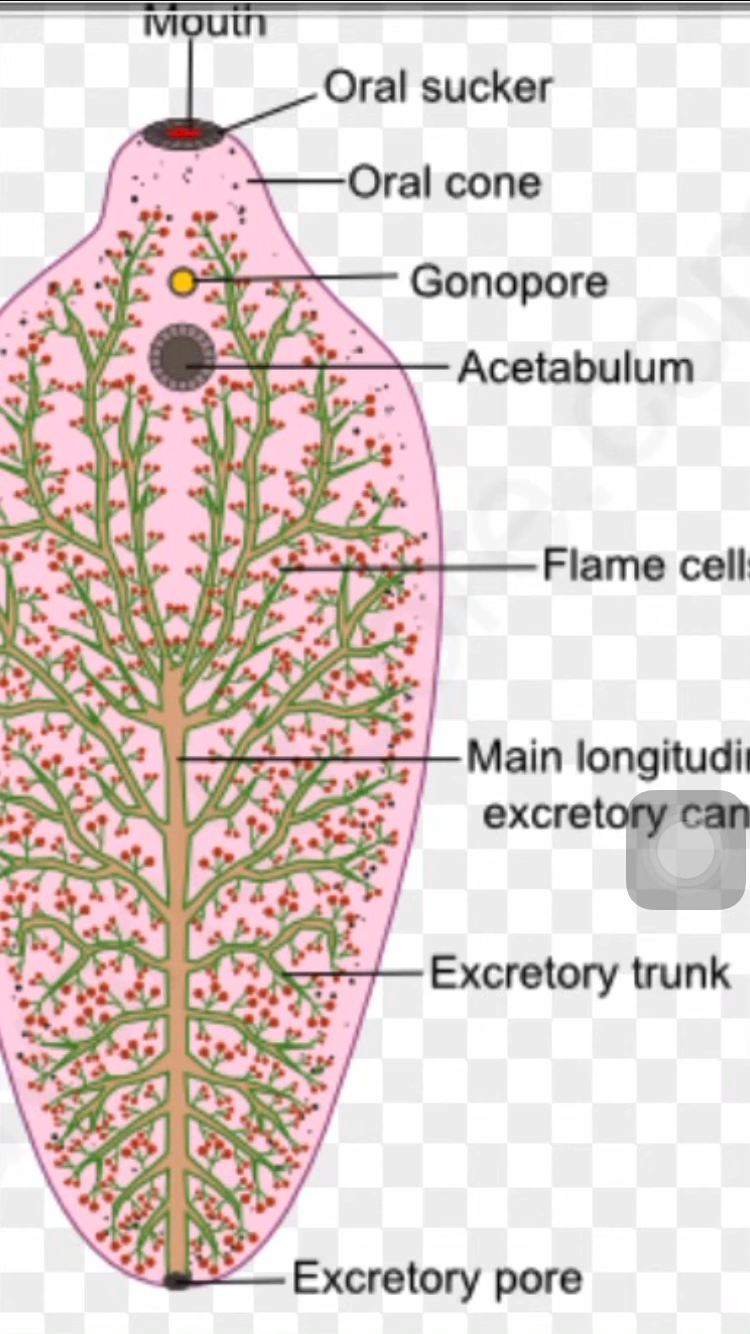 Mouth
Oral sucker
Oral cone
Gonopore
Acetabulum
Flame cells
Main longitudin
excretory can
Excretory trunk
Excretory pore